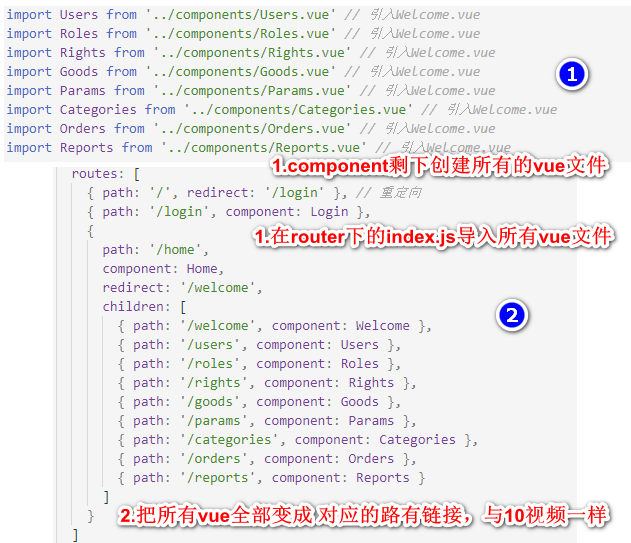 import Users from '../components/Users.vue' // 引入Welcome.vue
import Roles from '../components/Roles.vue' // 引入Welcome.vue
import Rights from '../components/Rights.vue' // 引入Welcome.vue
import Goods from '../components/Goods.vue' // 引入Welcome.vue
import Params from '../components/Params.vue' // 引入Welcome.vue
import Categories from '../components/Categories.vue' // 引入Welcome.vue
import Orders from '../components/Orders.vue' // 引入Welcome.vue
import Reports from '../components/Reports.vue' // 引入Welcome.vue
1
1.component剩下创建所有的vue文件
routes: [
{ path: '/', redirect: '/login' }, // 重定向
{ path: '/login', component: Login },
{
1.在router下的index.js导入所有vue文件
path: '/home',
component: Home,
redirect: '/welcome',
children: [
2
{ path: '/welcome', component: Welcome },
{ path: '/users', component: Users },
{ path: '/roles', component: Roles },
{ path: '/rights', component: Rights },
{ path: '/goods', component: Goods },
{ path: '/params', component: Params },
{ path: '/categories', component: Categories },
{ path: '/orders', component: Orders },
{ path: '/reports', component: Reports }
]
2.把所有vue全部变成 对应的路有链接，与10视频一样
}
]